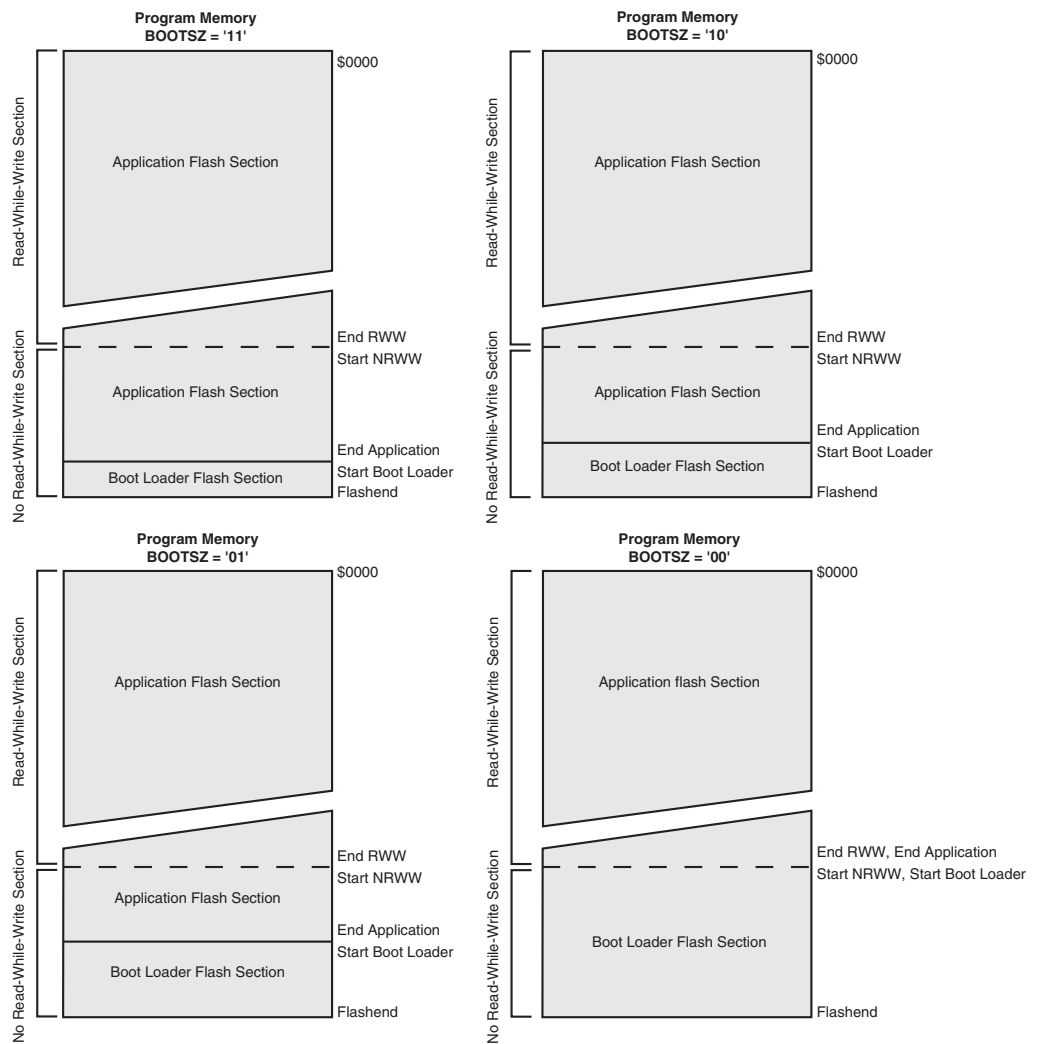 Program Memory
BOOTSZ = '11'
$0000
Read-While-Write Section
Application Flash Section
End RWW
Start NRWW
No Read-While-Write Section
Application Flash Section
End Application
Start Boot Loader
Boot Loader Flash Section
Flashend
Program Memory
BOOTSZ = '10'
$0000
Read-While-Write Section
Application Flash Section
End RWW
Start NRWW
No Read-While-Write Section
Application Flash Section
End Application
Start Boot Loader
Boot Loader Flash Section
Flashend
Program Memory
BOOTSZ = '01'
$0000
Read-While-Write Section
Application Flash Section
End RWW
Start NRWW
No Read-While-Write Section
Application Flash Section
End Application
Start Boot Loader
Boot Loader Flash Section
Flashend
Program Memory
BOOTSZ = '00'
$0000
Read-While-Write Section
Application flash Section
End RWW, End Application
Start NRWW, Start Boot Loader
No Read-While-Write Section
Boot Loader Flash Section
Flashend